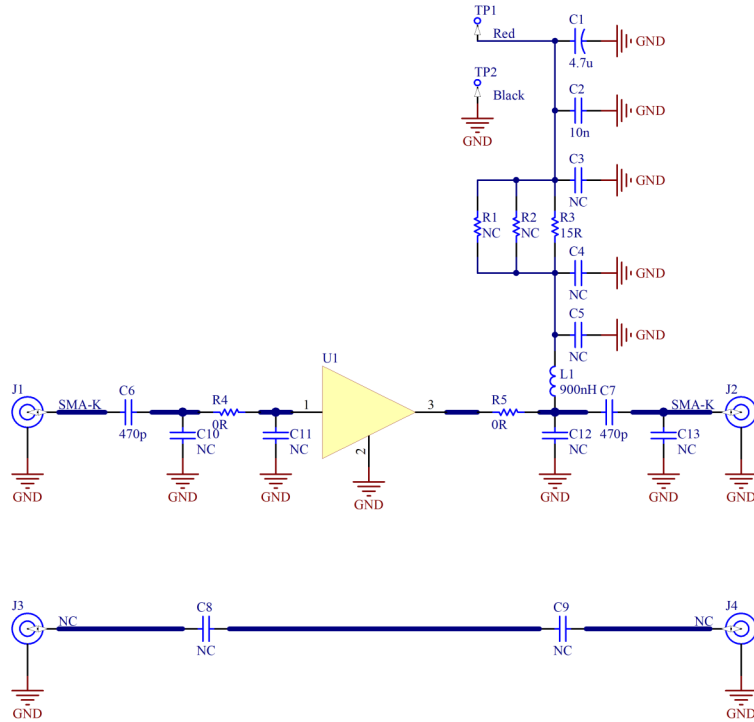 TP1
Red
C1
4.7u
GND
TP2
Black
GND
C2
10n
GND
C3
NC
GND
R1
NC
R2
NC
R3
15R
C4
NC
GND
C5
NC
GND
U1
L1
900nH
J1
SMA-K
C6
470p
R4
0R
1
3
2
R5
0R
C7
470p
SMA-K
J2
C10
NC
C11
NC
C12
NC
C13
NC
GND
GND
GND
GND
GND
GND
GND
J3
NC
C8
NC
C9
NC
NC
J4
GND
GND